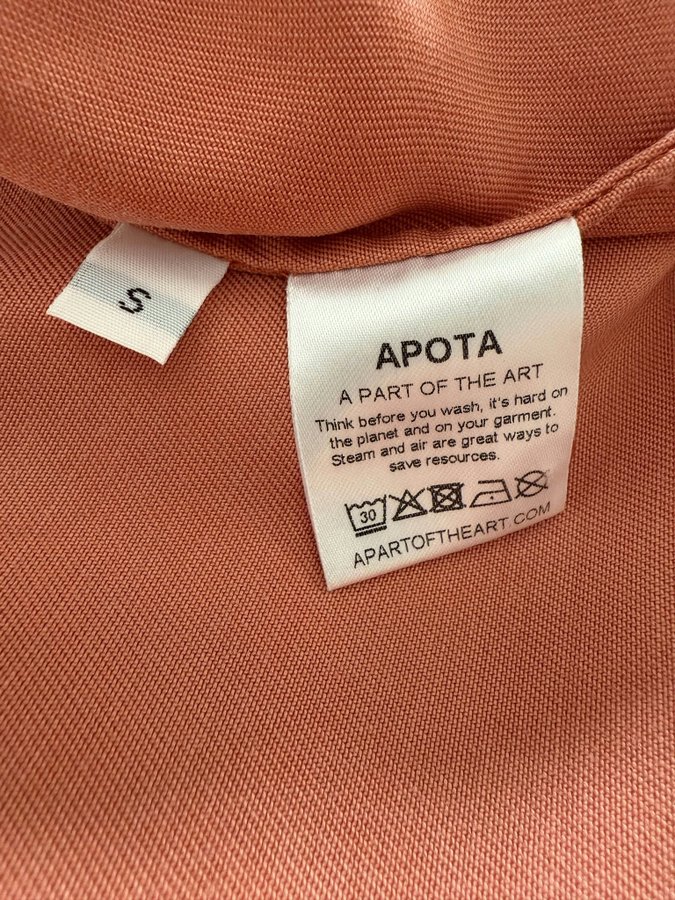 S
APOTA
A PART OF THE ART
Think before you wash, it's hard on
the planet and on your garment.
Steam and air are great ways to
save resources.
30
APARTOFTHEART.COM